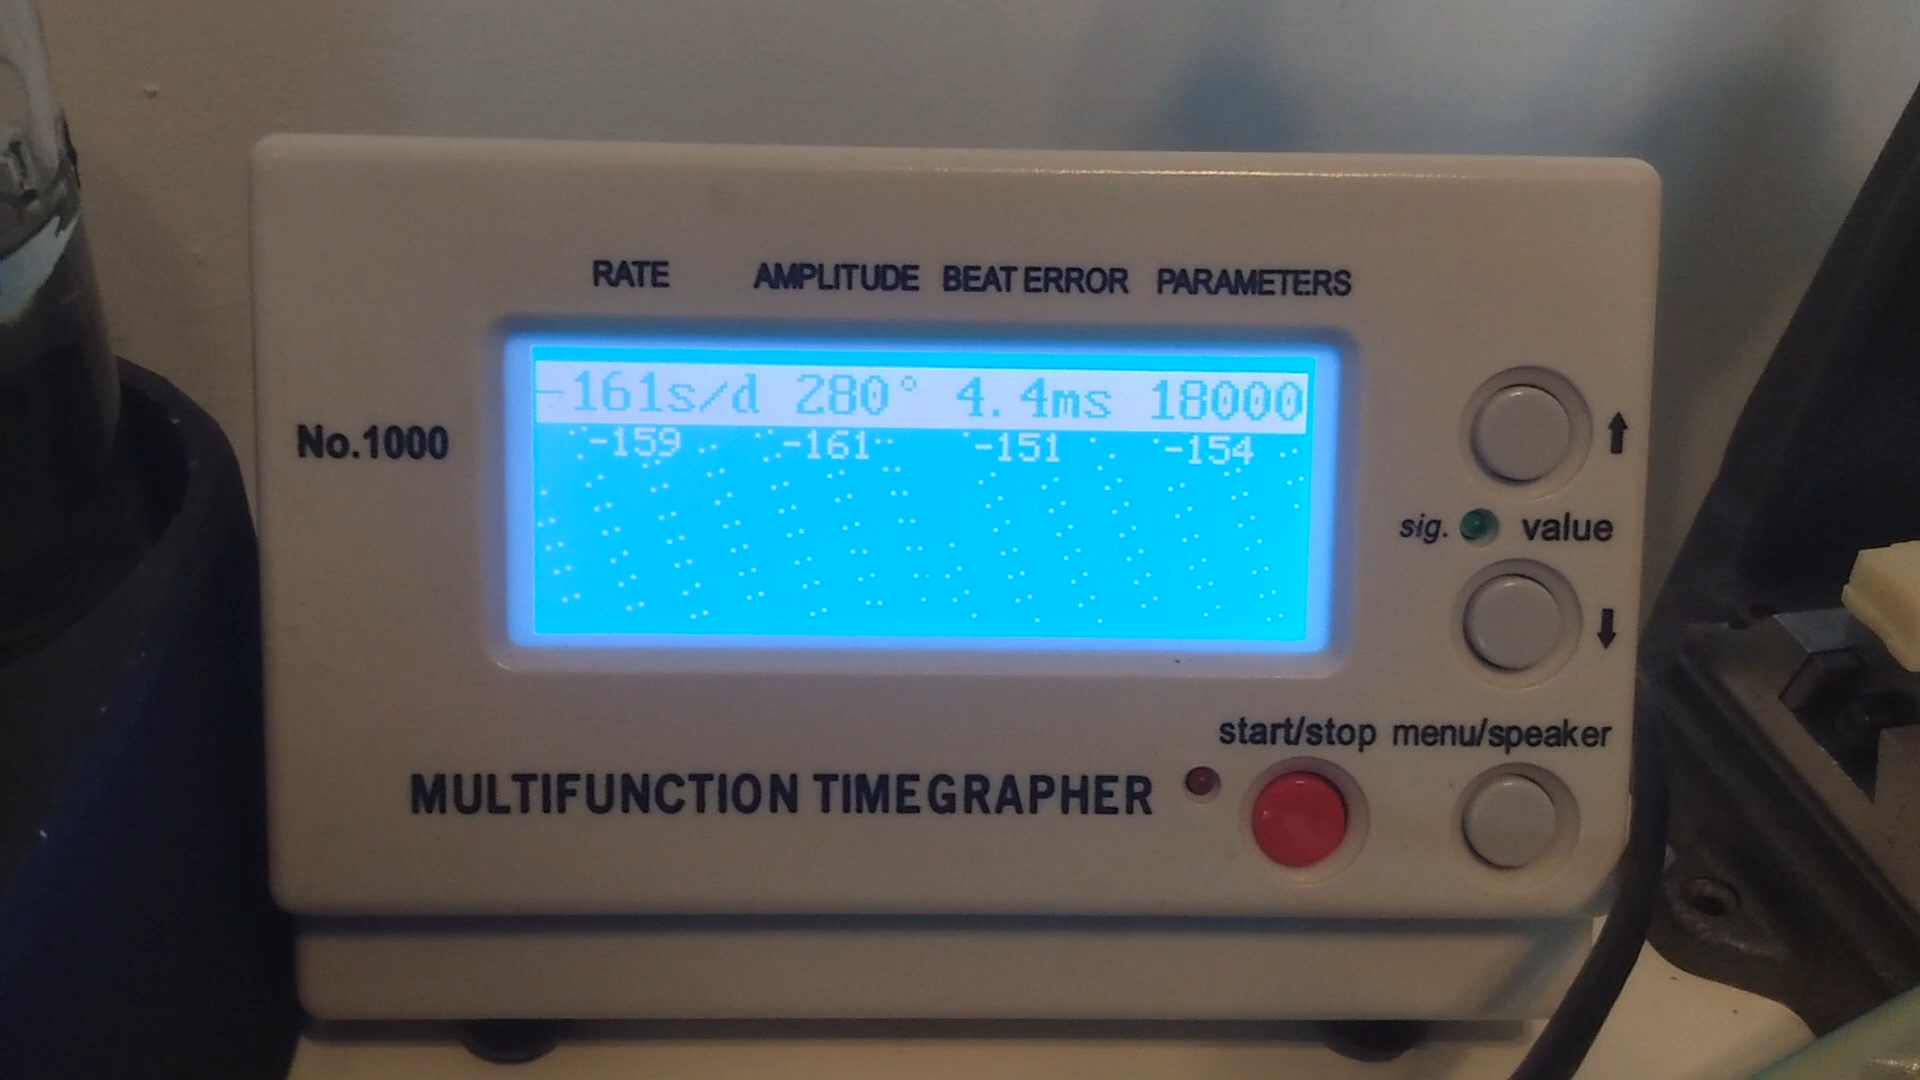 RATE AMPLITUDE BEAT ERROR PARAMETERS
-161s/d 280° 4.4ms 18000
-159 -161 -151 -154
No.1000
sig. value
start/stop menu/speaker
MULTIFUNCTION TIMEGRAPHER